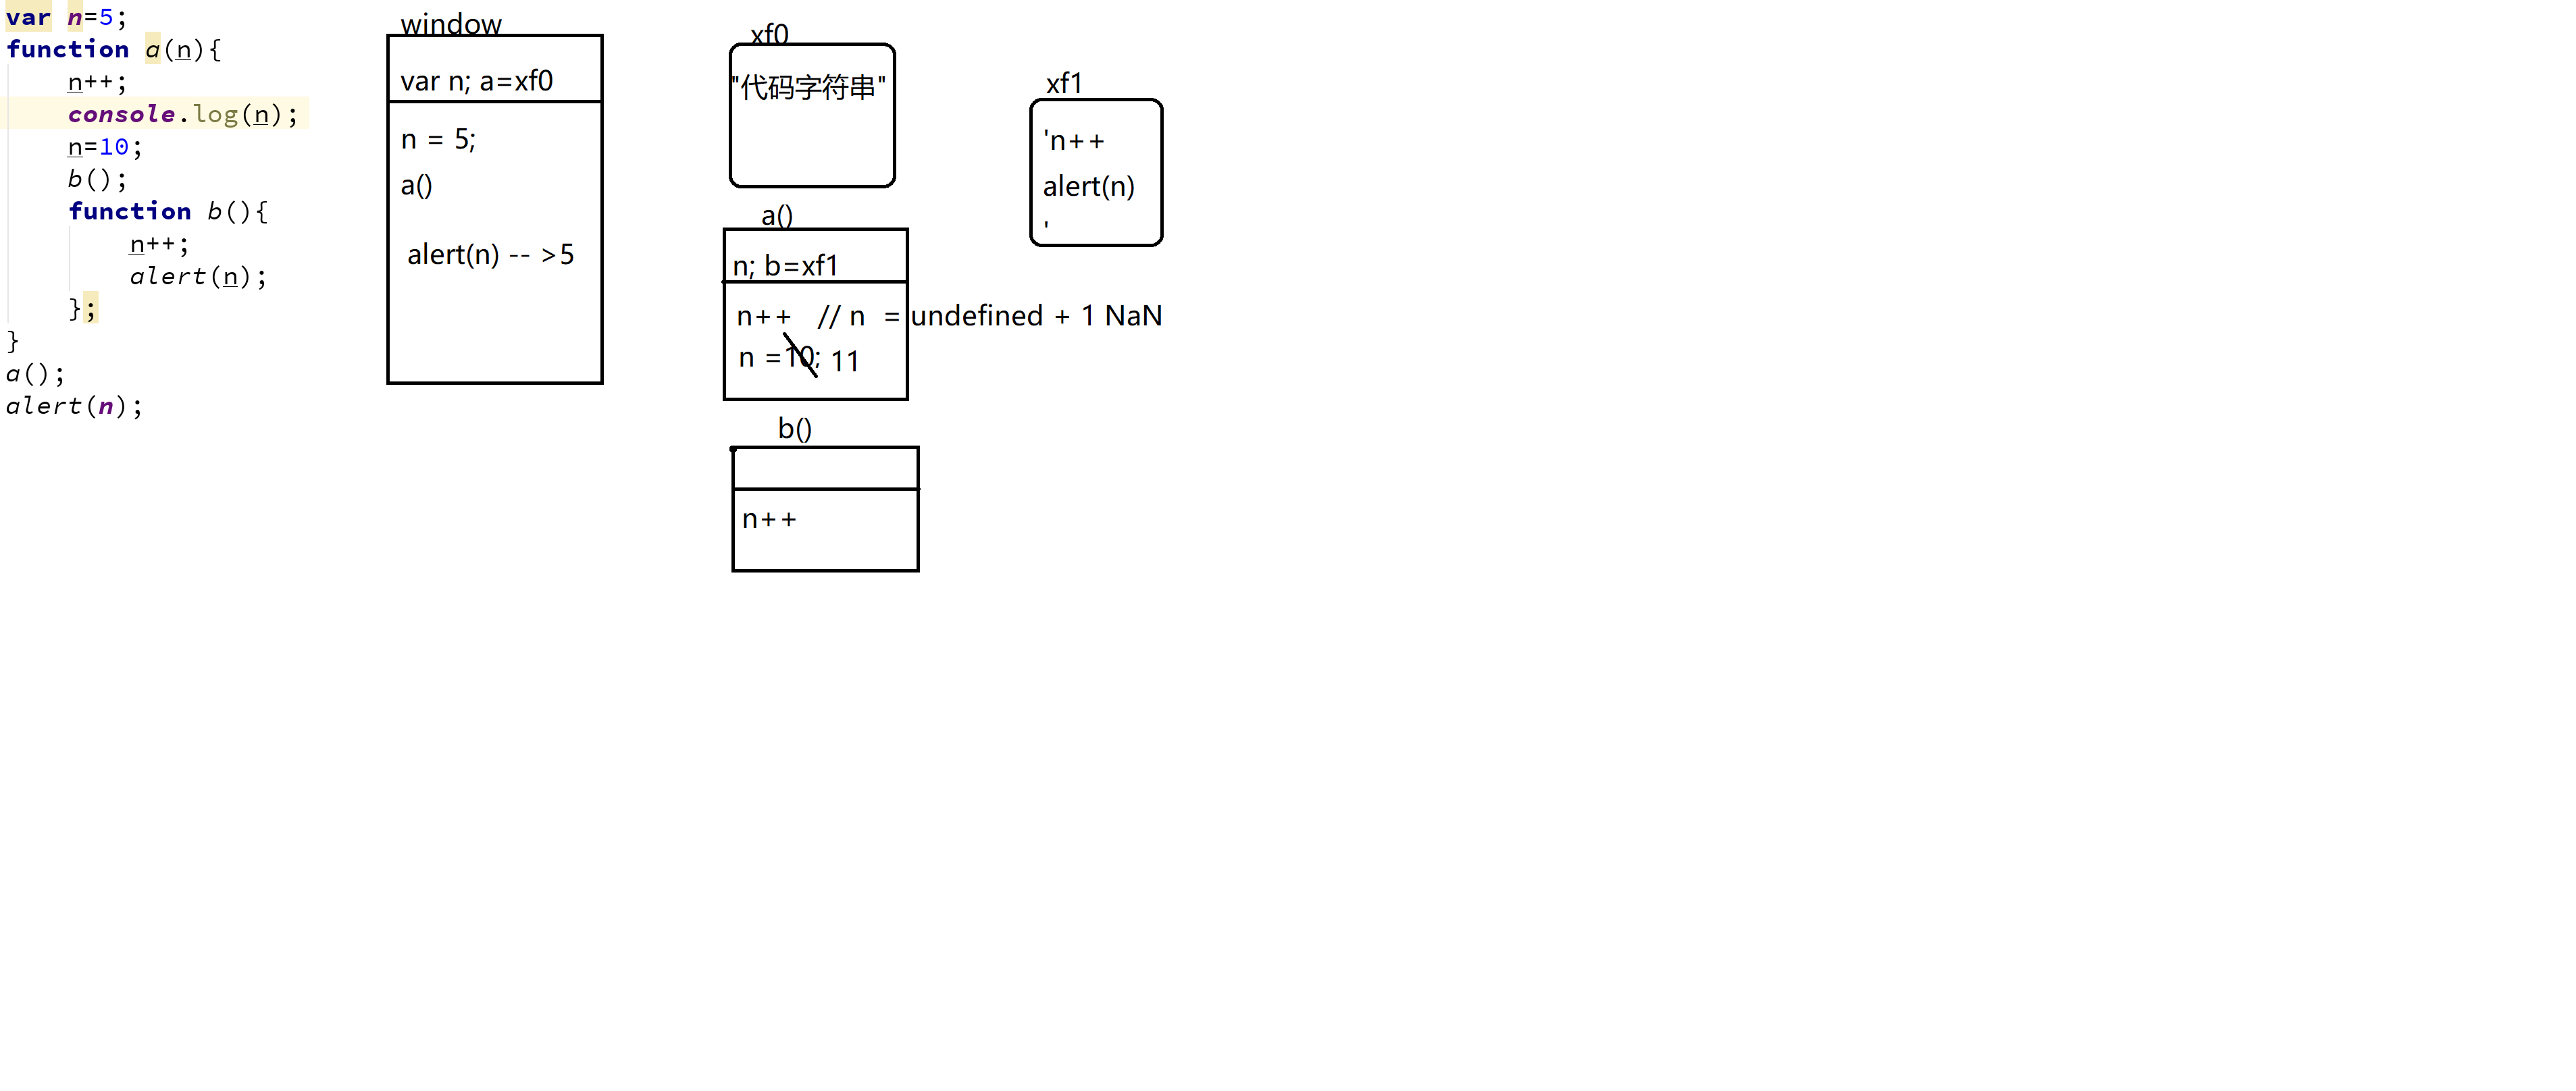 var n=5;
function a(n){
n++;
console.log(n);
n=10;
b();
function b(){
n++;
alert(n);
};
}
a();
alert(n);
window
var n; a=xf0
n = 5;
a()
alert(n) -- >5
xf0
"代码字符串"
a()
n; b=xf1
n++ // n = undefined + 1 NaN
n =10; 11
b()
n++
xf1
'n++
alert(n)
'